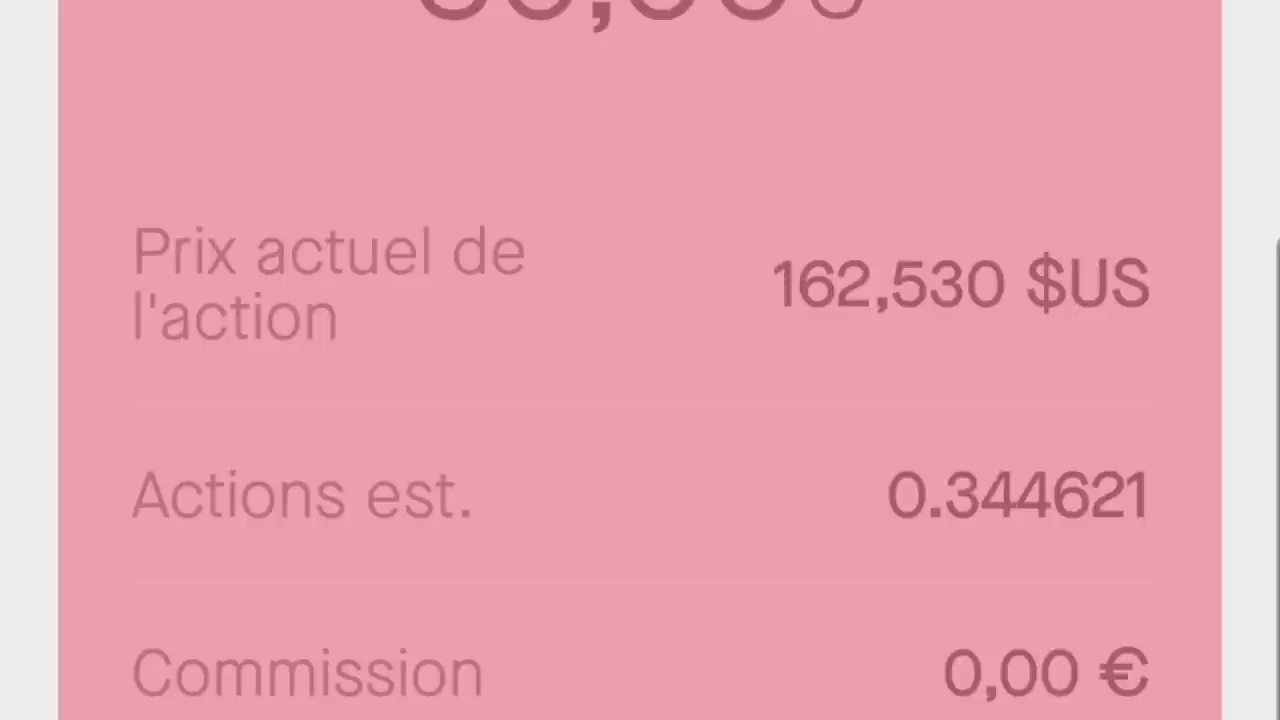 Prix actuel de
l'action
162,530 $US
Actions est.
0.344621
Commission
0,00 €